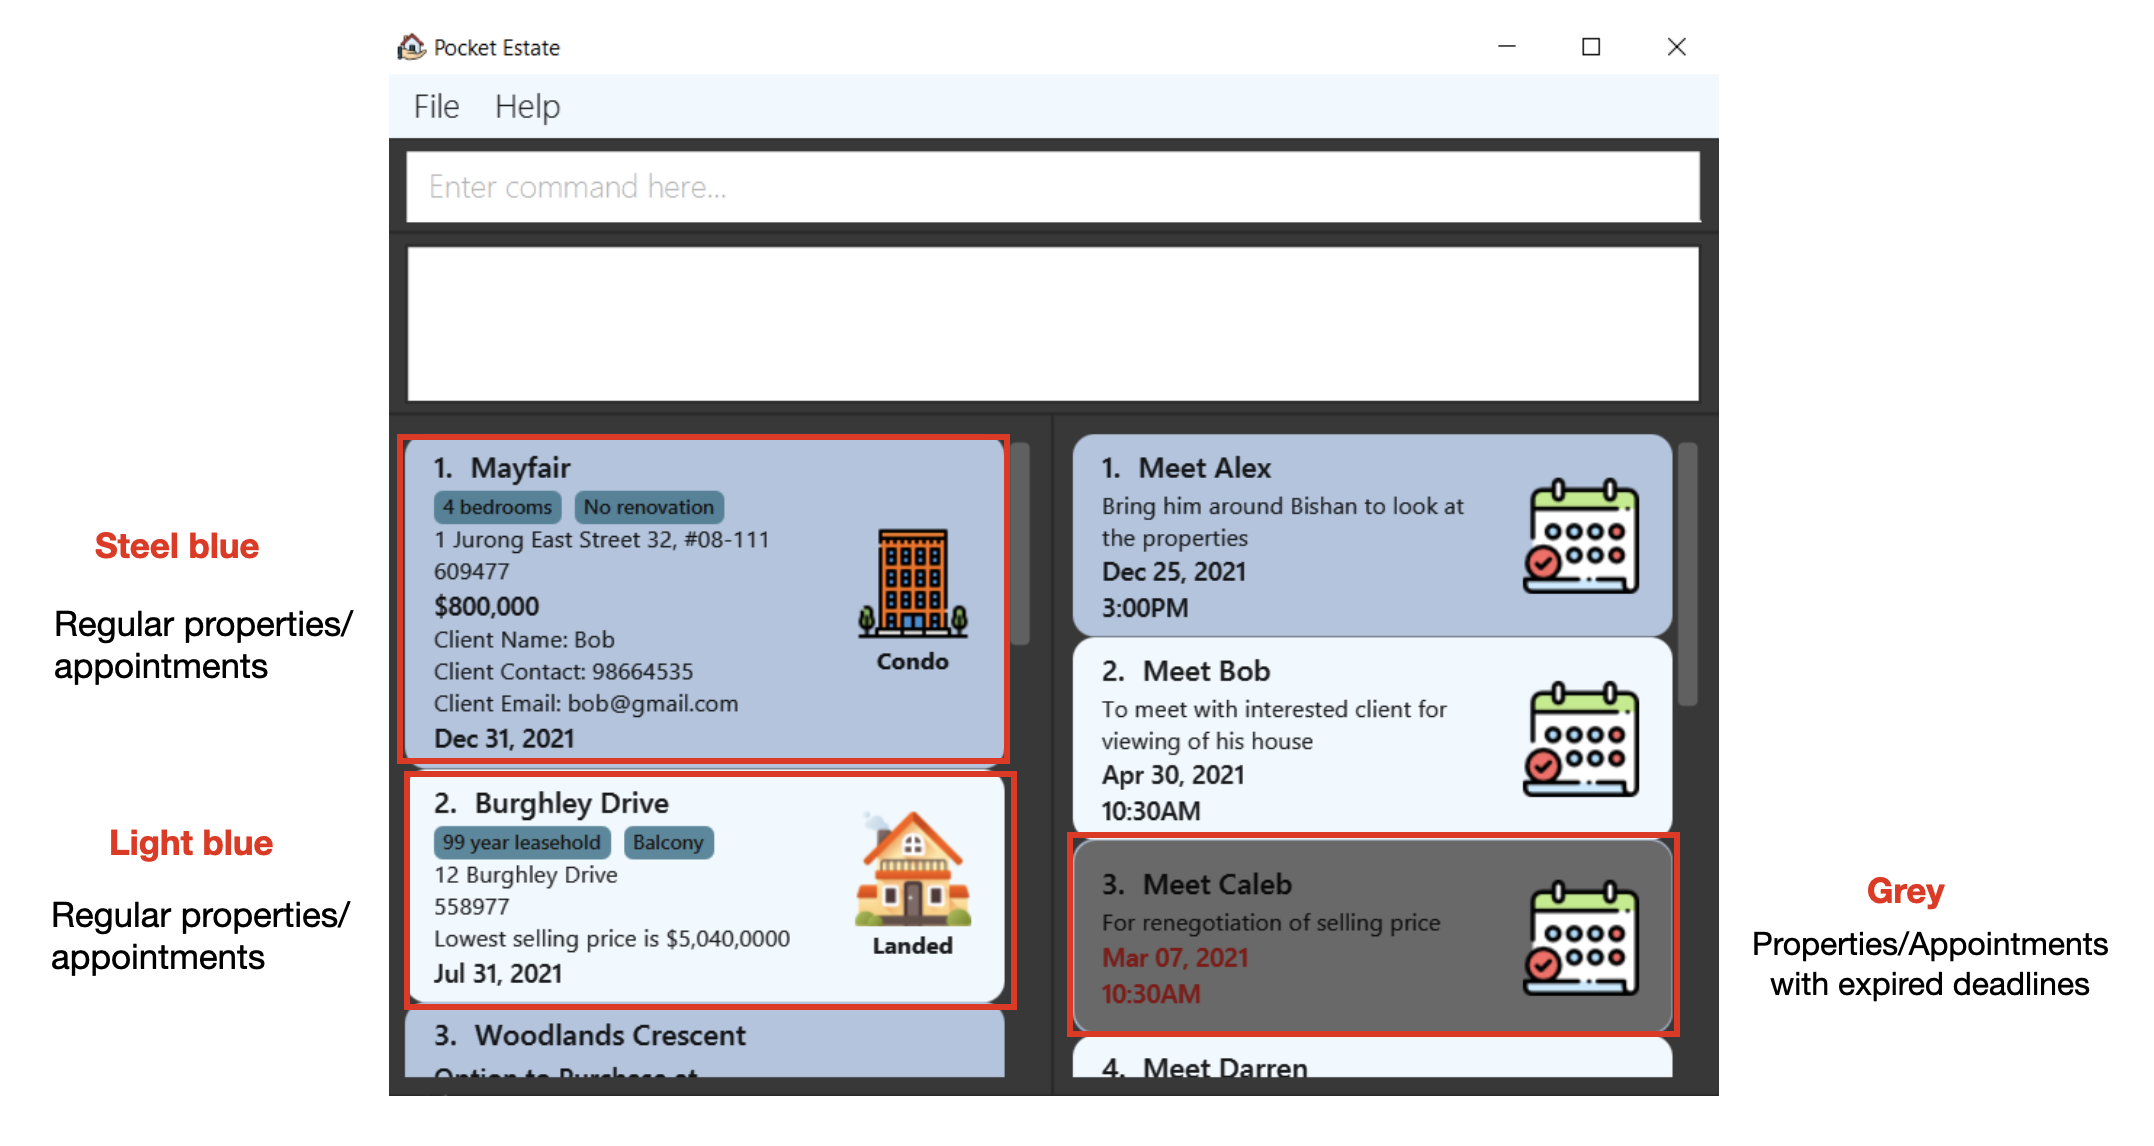 Pocket Estate
File Help
Enter command here...
Steel blue
Regular properties/
appointments
Light blue
Regular properties/
appointments
1. Mayfair
4 bedrooms No renovation
1 Jurong East Street 32, #08-111
609477
$800,000
Client Name: Bob
Client Contact: 98664535
Client Email: bob@gmail.com
Dec 31, 2021
Condo
2. Burghley Drive
99 year leasehold Balcony
12 Burghley Drive
558977
Lowest selling price is $5,040,0000
Jul 31, 2021
Landed
3. Woodlands Crescent
Option to Purchase at
1. Meet Alex
Bring him around Bishan to look at
the properties
Dec 25, 2021
3:00PM
2. Meet Bob
To meet with interested client for
viewing of his house
Apr 30, 2021
10:30AM
3. Meet Caleb
For renegotiation of selling price
Mar 07, 2021
10:30AM
4. Meet Darren
Grey
Properties/Appointments
with expired deadlines